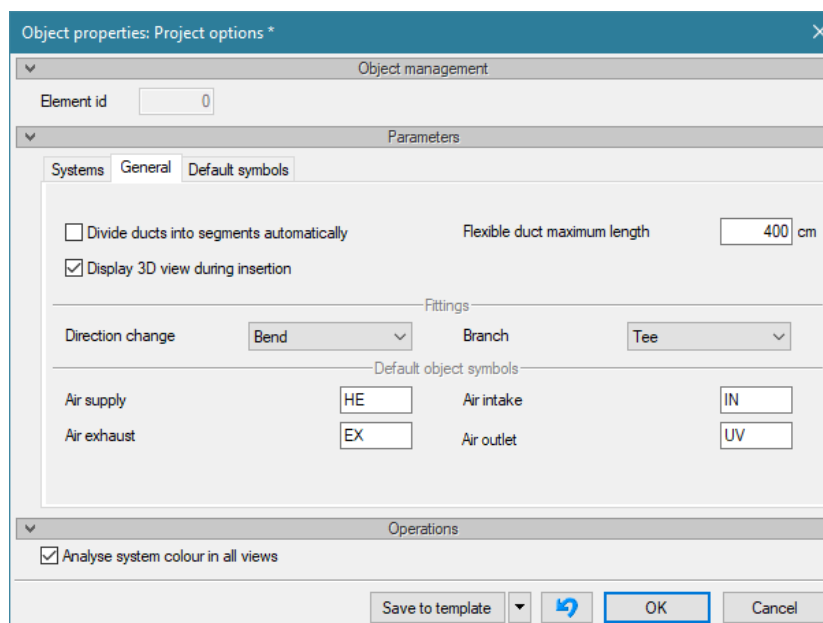 Object properties: Project options *
Object management
Element id 0
Parameters
Systems General Default symbols
Divide ducts into segments automatically Flexible duct maximum length 400 cm
Display 3D view during insertion
Fittings
Direction change Bend Branch Tee
Default object symbols
Air supply HE Air intake IN
Air exhaust EX Air outlet UV
Operations
Analyse system colour in all views
Save to template OK Cancel